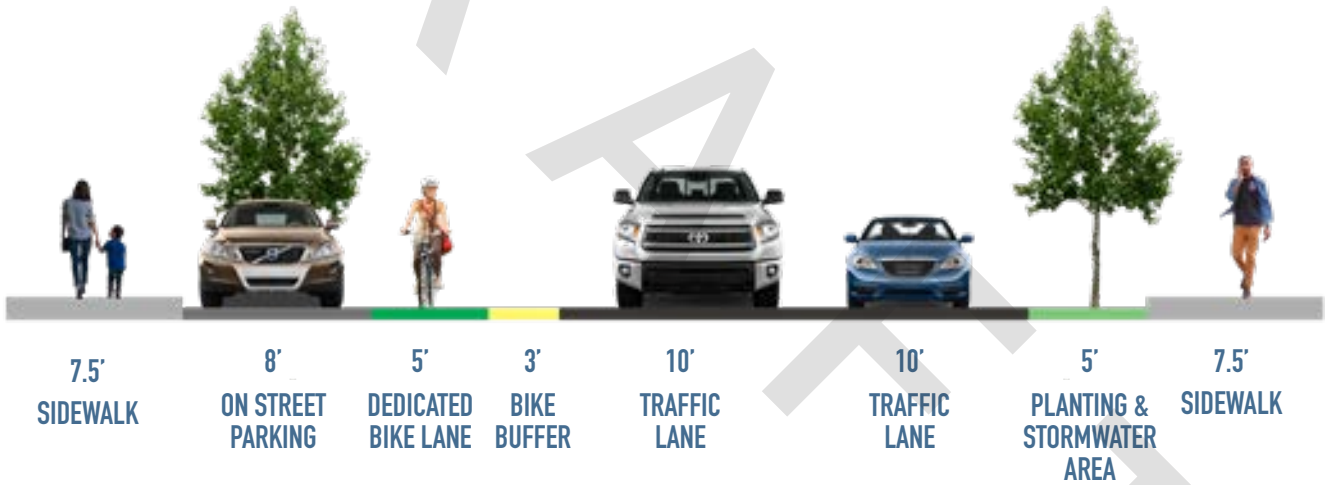 7.5'
SIDEWALK
8'
ON STREET
PARKING
5'
DEDICATED
BIKE LANE
3'
BIKE
BUFFER
10'
TRAFFIC
LANE
10'
TRAFFIC
LANE
5'
PLANTING &
STORMWATER
AREA
7.5'
SIDEWALK